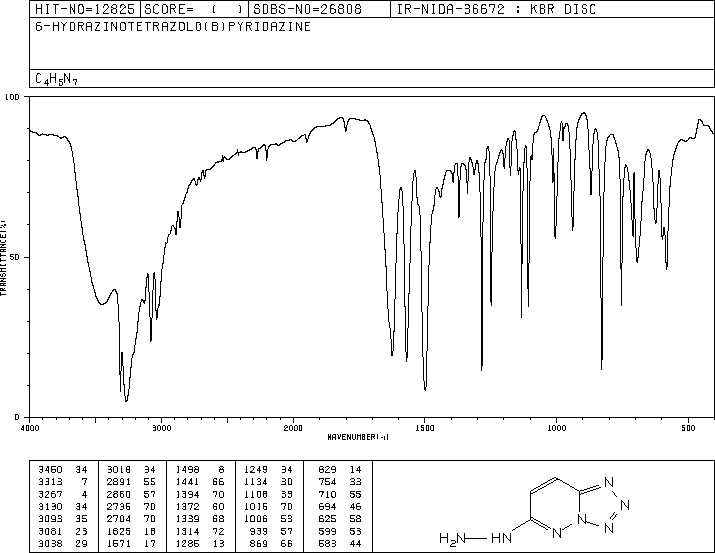 HIT-NO=12825 SCORE= ( ) SDBS-NO=26808 IR-NIDA-36672 : KBR DISC
6-HYDRAZINOTETRAZOLO(B)PYRIDAZINE
C4H5N7
100
50
0
TRANSMITTANCE(%)
4000 3000 2000 1500 1000 500
WAVENUMBER(-1)
3460 34 3018 34 1498 8 1249 34 829 14
3313 7 2891 55 1441 66 1134 30 754 33
3267 4 2860 57 1394 70 1108 33 710 55
3130 34 2736 70 1372 60 1016 70 694 46
3093 35 2704 70 1339 68 1006 53 625 58
3081 23 1625 18 1314 72 939 57 599 53
3038 29 1571 17 1285 13 869 66 583 44
N N
N
N N N
H2N HN